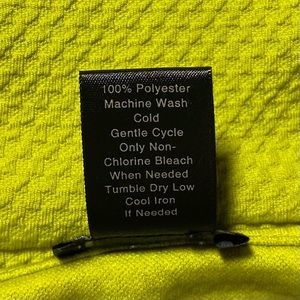 100% Polyester
Machine Wash
Cold
Gentle Cycle
Only Non-
Chlorine Bleach
When Needed
Tumble Dry Low
Cool Iron
If Needed